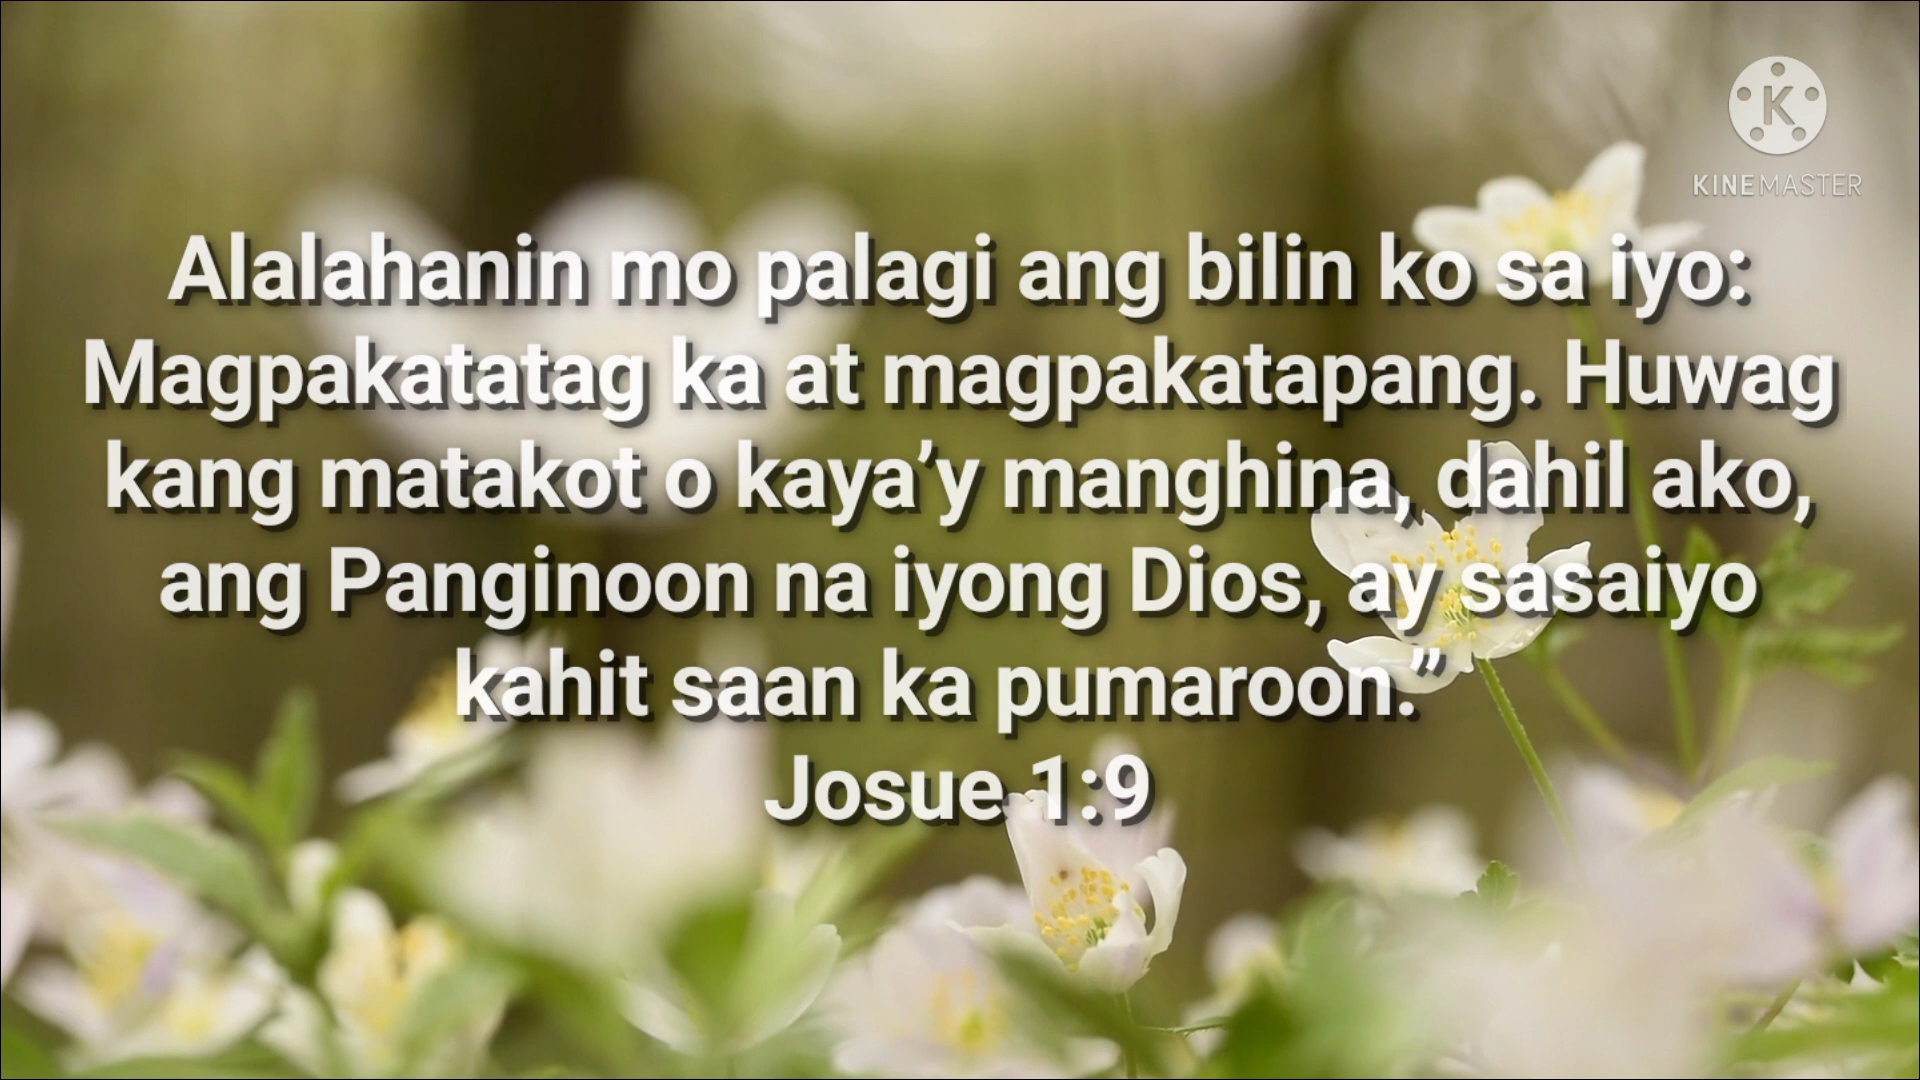 K
KINEMASTER
Alalahanin mo palagi ang bilin ko sa iyo:
Magpakatatag ka at magpakatapang. Huwag
kang matakot o kaya’y manghina, dahil ako,
ang Panginoon na iyong Dios, ay sasaiyo
kahit saan ka pumaroon.”
Josue 1:9